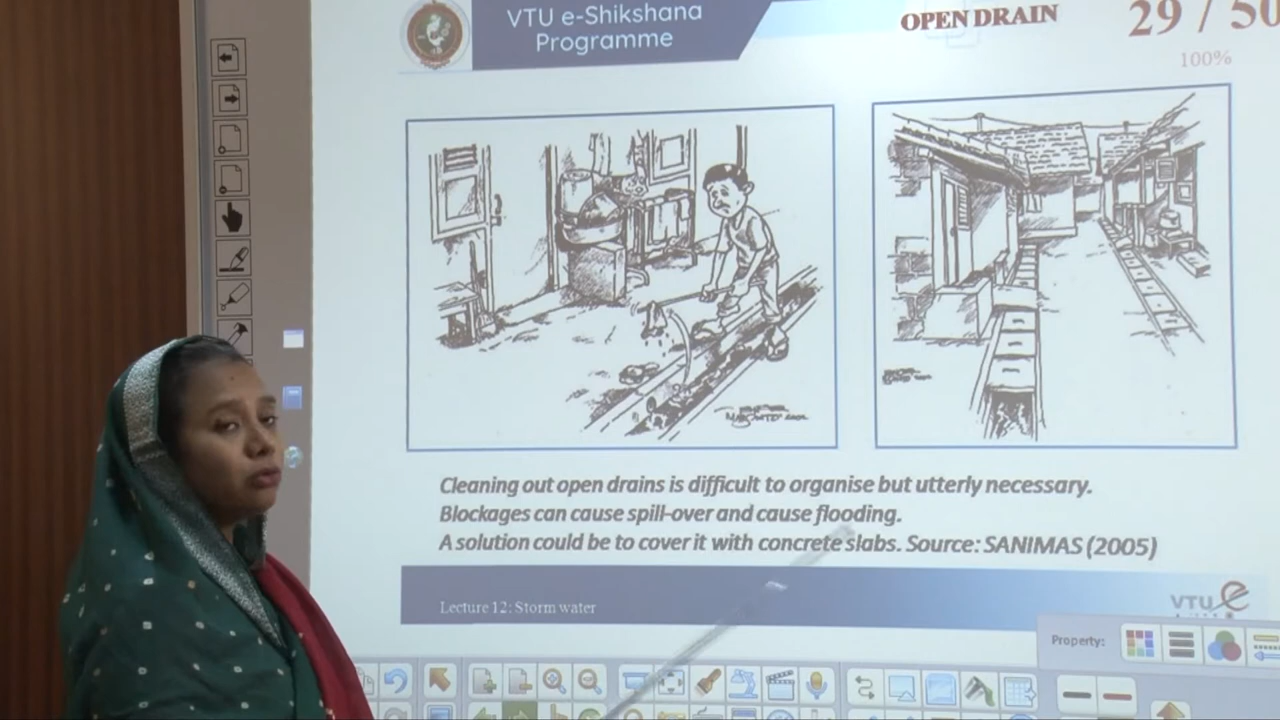 VTU e-Shikshana
Programme
OPEN DRAIN
29 / 50
100%
Cleaning out open drains is difficult to organise but utterly necessary.
Blockages can cause spill-over and cause flooding.
A solution could be to cover it with concrete slabs. Source: SANIMAS (2005)
Lecture 12: Storm water
VTU e
Property: